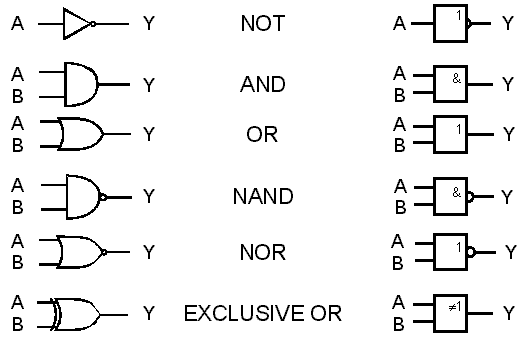 A Y NOT A 1 Y
A
B Y AND A
B & Y
A
B Y OR A
B 1 Y
A
B Y NAND A
B & Y
A
B Y NOR A
B 1 Y
A
B Y EXCLUSIVE OR A
B ≠1 Y